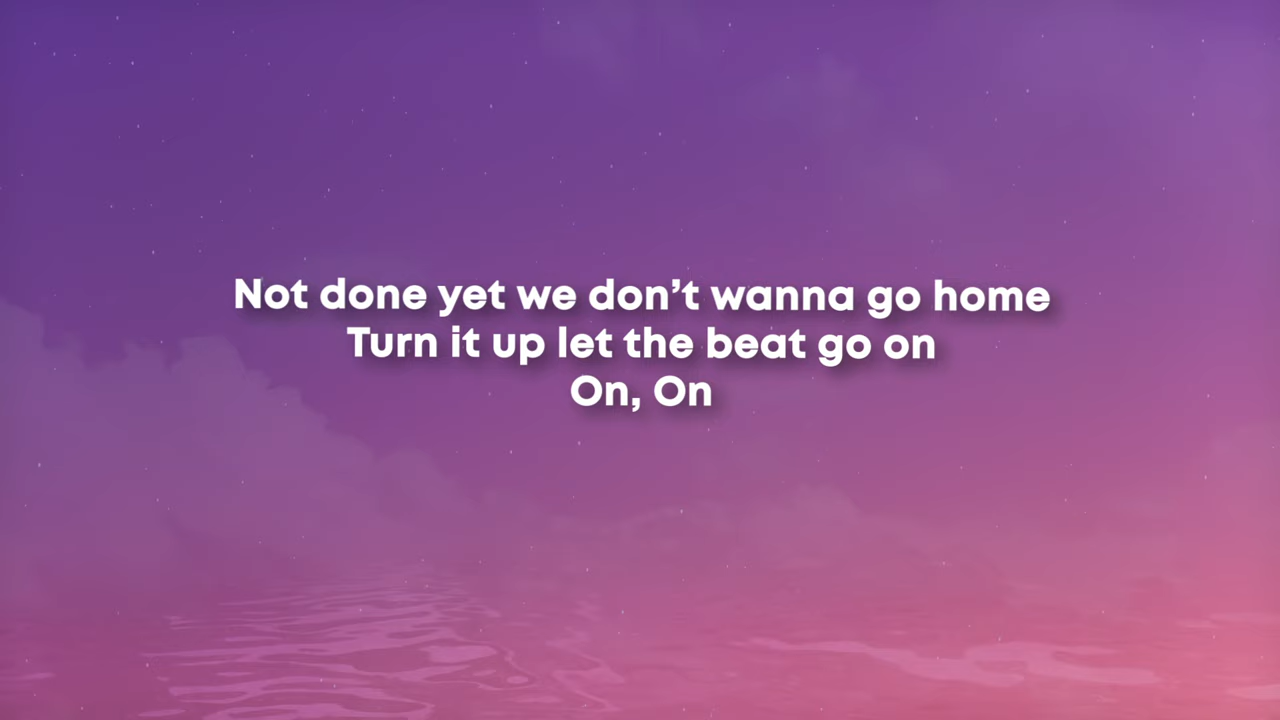 Not done yet we don’t wanna go home
Turn it up let the beat go on
On, On